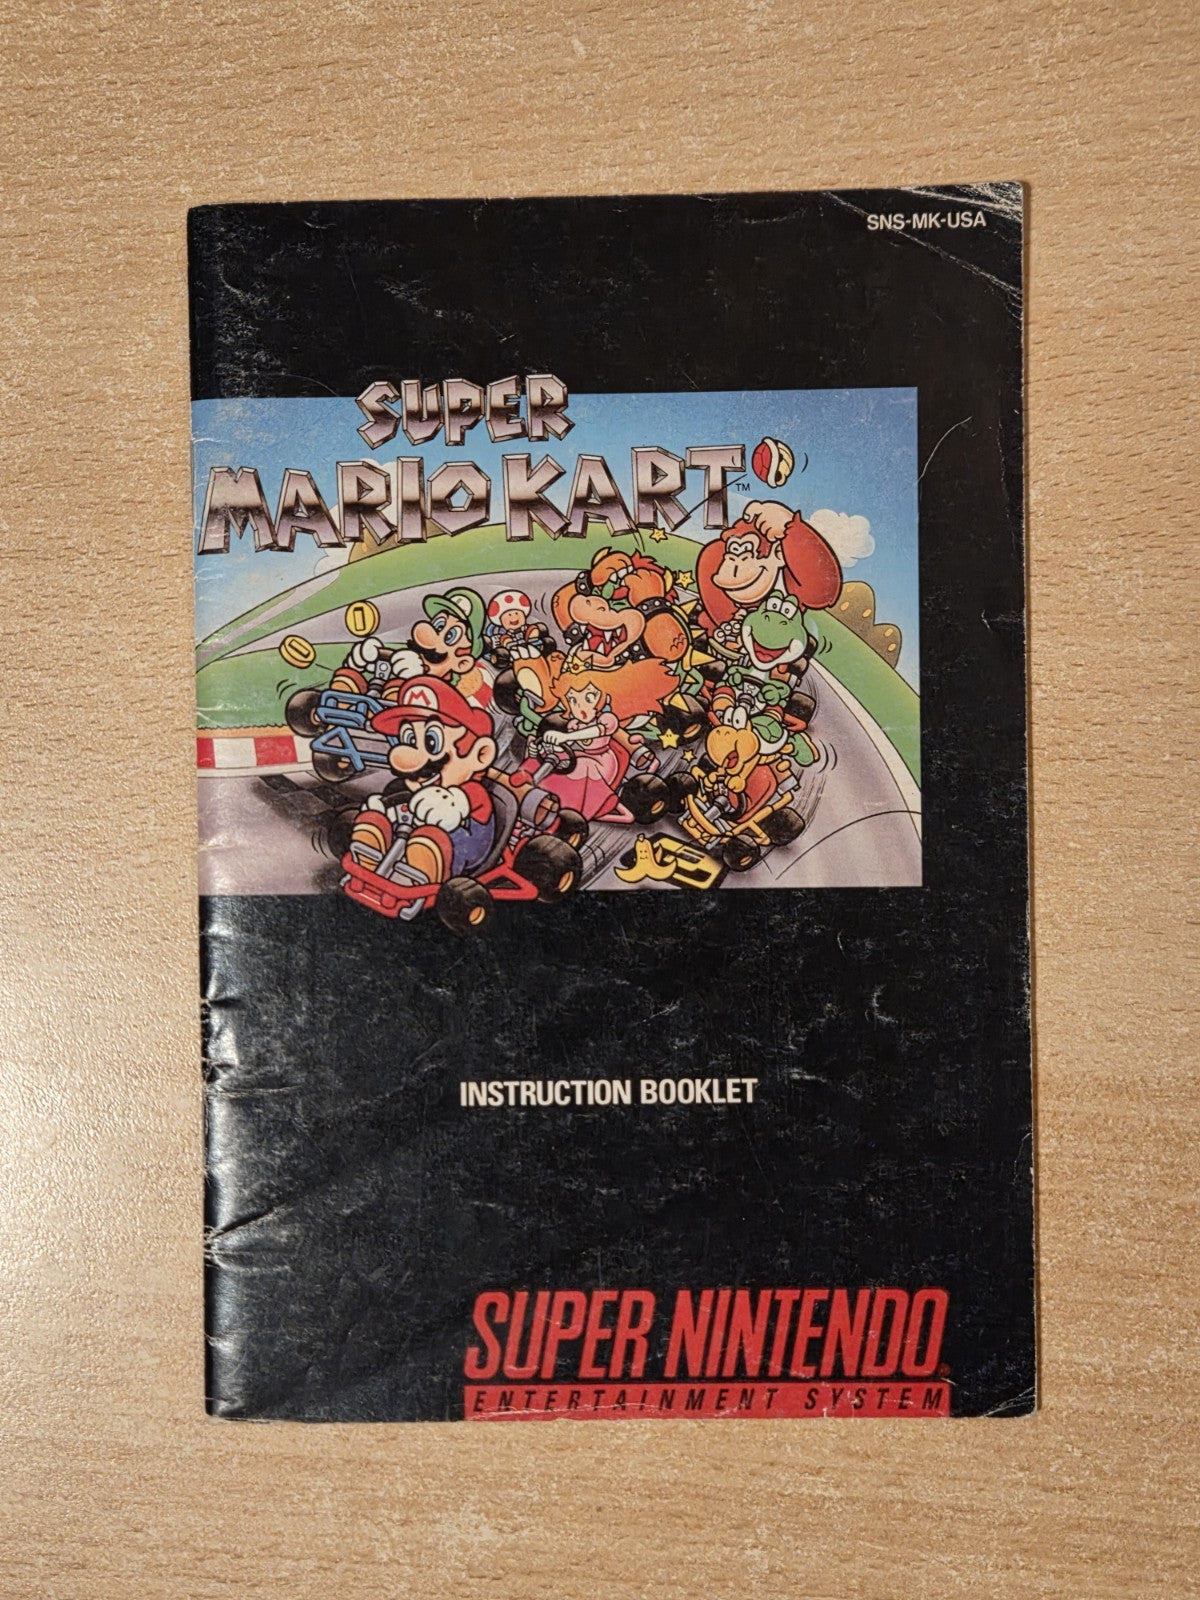 SNS-MK-USA
SUPER
MARIO KART™
M
INSTRUCTION BOOKLET
SUPER NINTENDO®
ENTERTAINMENT SYSTEM